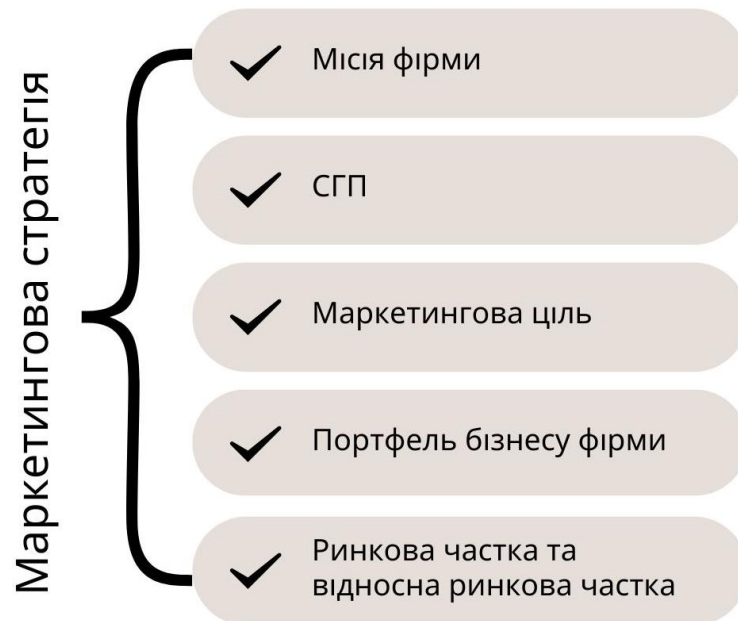 Маркетингова стратегія
Місія фірми
СГП
Маркетингова ціль
Портфель бізнесу фірми
Ринкова частка та
відносна ринкова частка